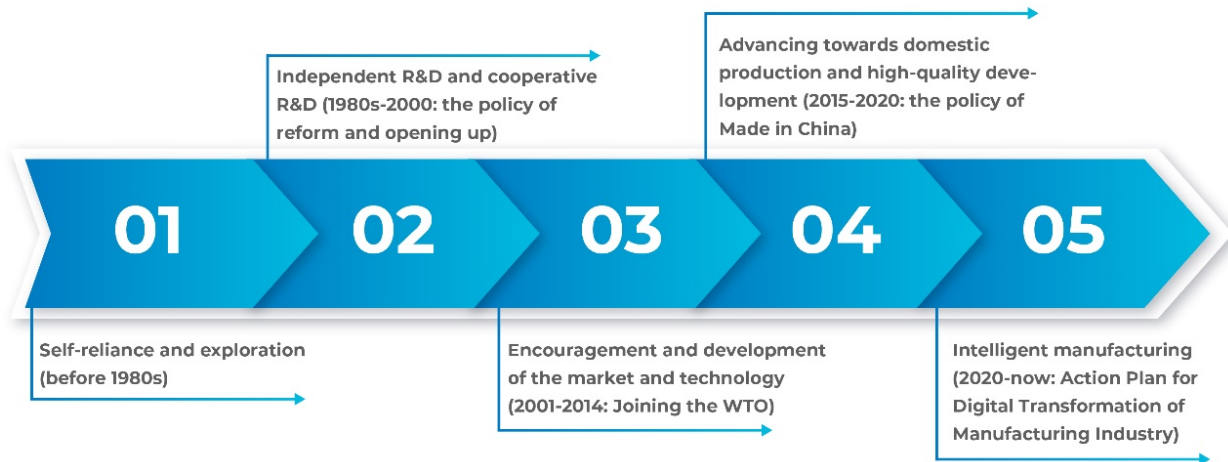 Independent R&D and cooperative
R&D (1980s-2000: the policy of
reform and opening up)
Advancing towards domestic
production and high-quality deve-
lopment (2015-2020: the policy of
Made in China)
01
02
03
04
05
Self-reliance and exploration
(before 1980s)
Encouragement and development
of the market and technology
(2001-2014: Joining the WTO)
Intelligent manufacturing
(2020-now: Action Plan for
Digital Transformation of
Manufacturing Industry)